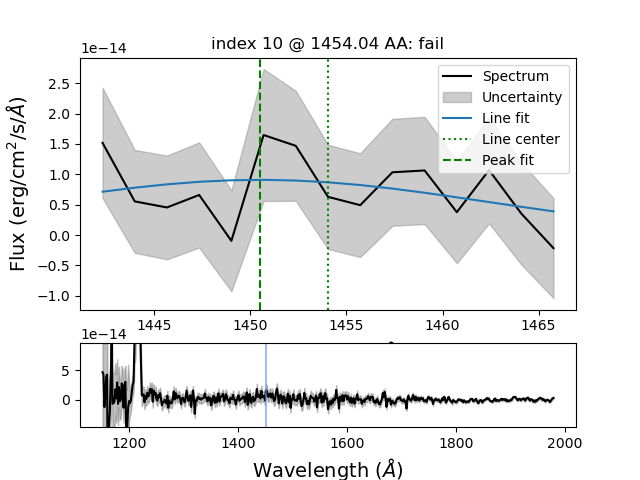 index 10 @ 1454.04 AA: fail
1e−14
Flux (erg/cm²/s/Å)
2.5
2.0
1.5
1.0
0.5
0.0
−0.5
−1.0
Spectrum
Uncertainty
Line fit
Line center
Peak fit
1445 1450 1455 1460 1465
1e−14
5
0
1200 1400 1600 1800 2000
Wavelength (Å)